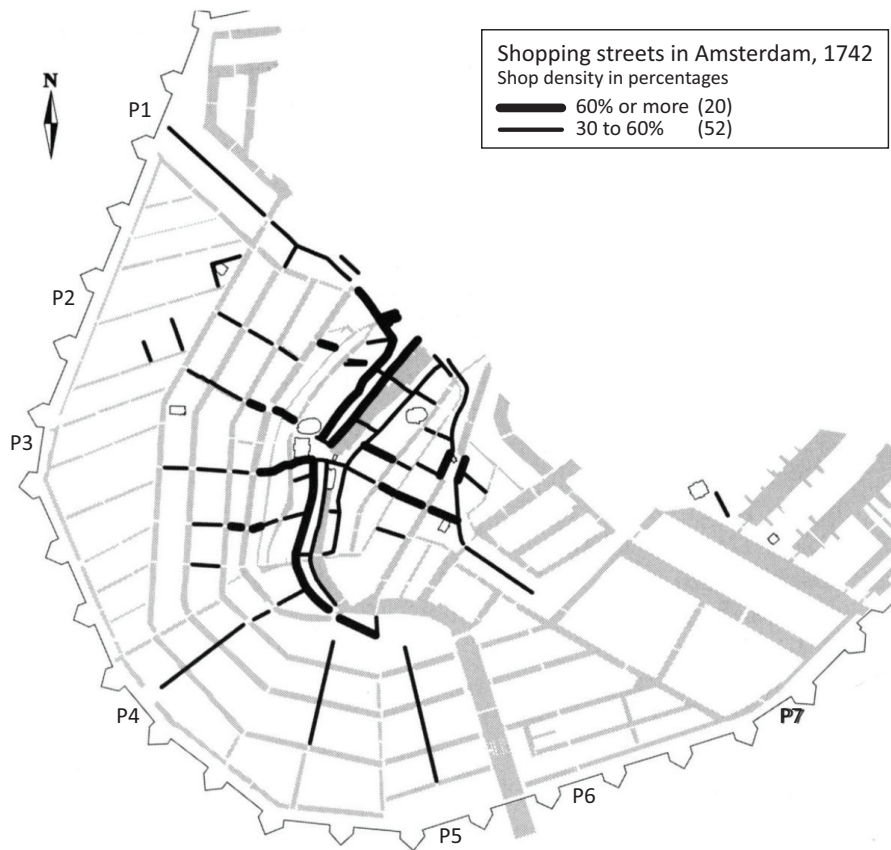 Shopping streets in Amsterdam, 1742
Shop density in percentages
60% or more (20)
30 to 60% (52)
N
P1
P2
P3
P4
P5
P6
P7